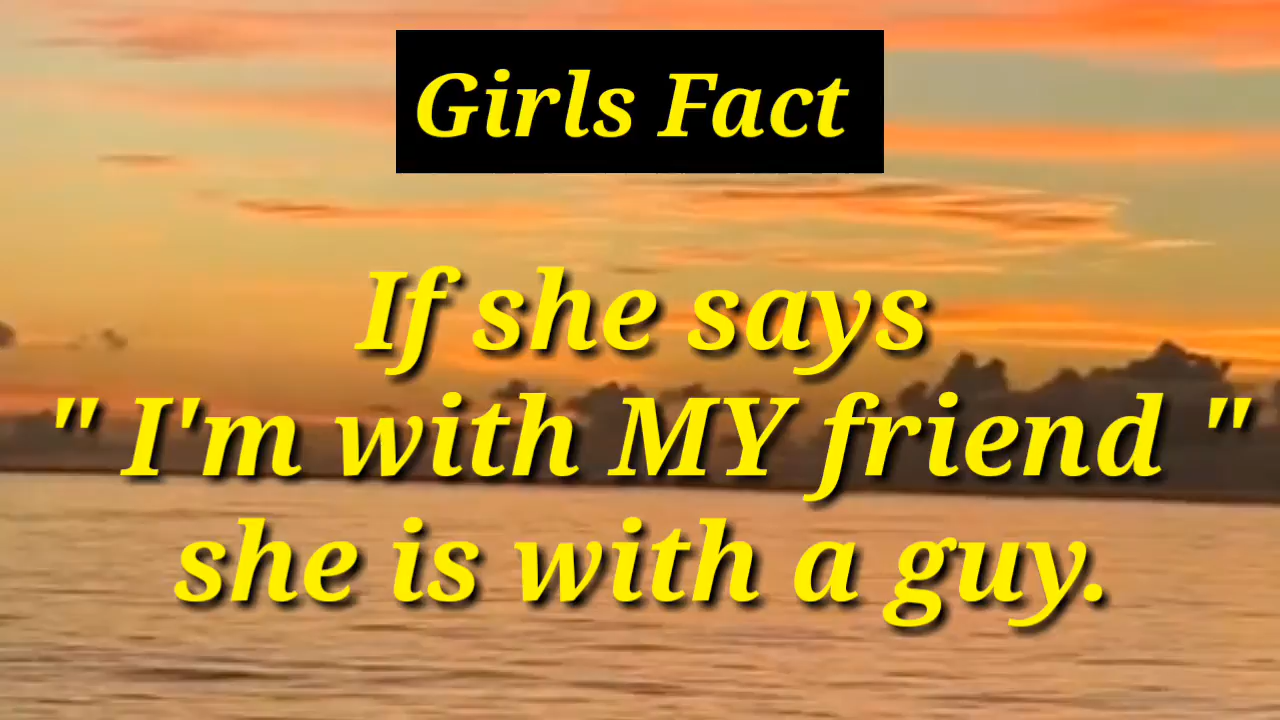 Girls Fact
If she says
" I'm with MY friend "
she is with a guy.